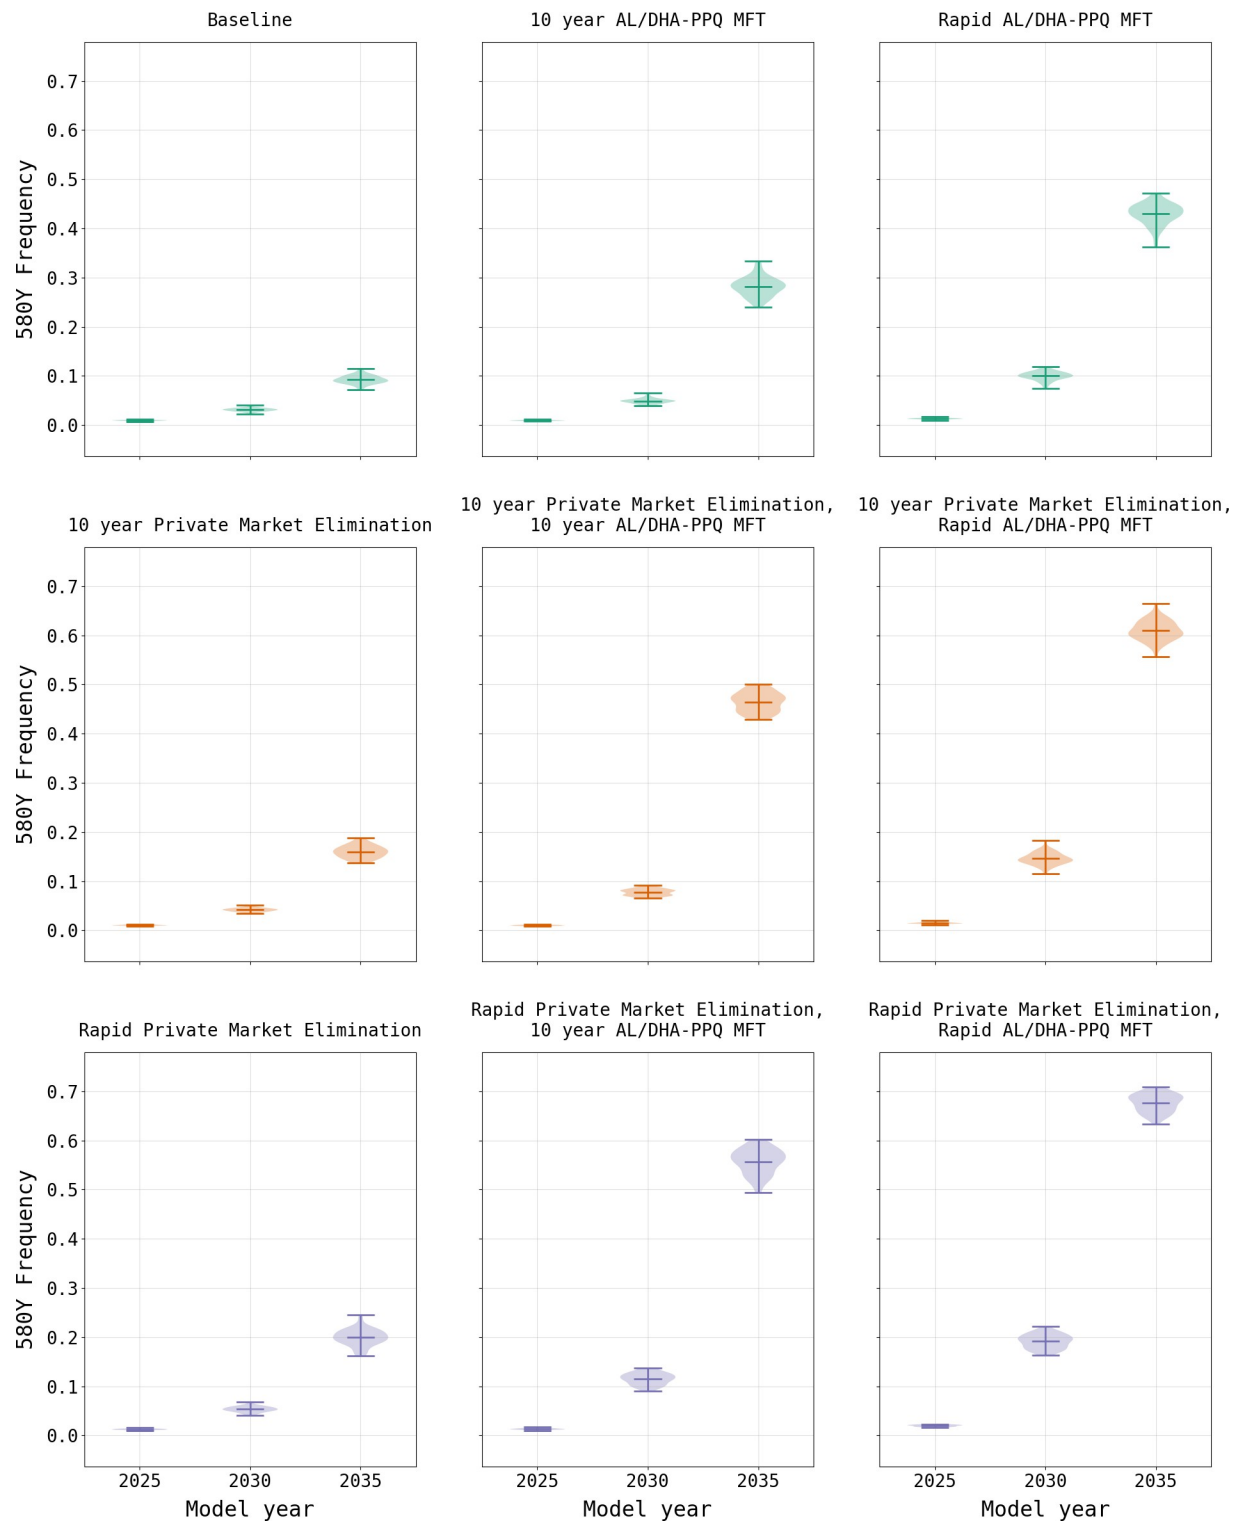 Baseline
10 year AL/DHA-PPQ MFT
Rapid AL/DHA-PPQ MFT
580Y Frequency
0.7
0.6
0.5
0.4
0.3
0.2
0.1
0.0
10 year Private Market Elimination
10 year Private Market Elimination,
10 year AL/DHA-PPQ MFT
10 year Private Market Elimination,
Rapid AL/DHA-PPQ MFT
580Y Frequency
0.7
0.6
0.5
0.4
0.3
0.2
0.1
0.0
Rapid Private Market Elimination
Rapid Private Market Elimination,
10 year AL/DHA-PPQ MFT
Rapid Private Market Elimination,
Rapid AL/DHA-PPQ MFT
580Y Frequency
0.7
0.6
0.5
0.4
0.3
0.2
0.1
0.0
2025 2030 2035
Model year
2025 2030 2035
Model year
2025 2030 2035
Model year